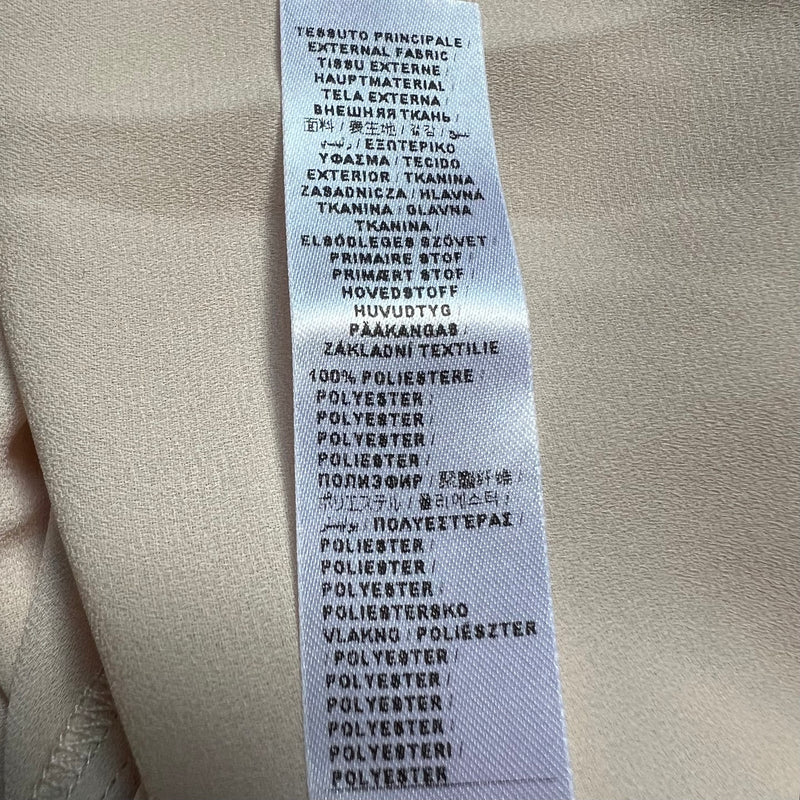 TESSUTO PRINCIPALE /
EXTERNAL FABRIC /
TISSU EXTERNE /
HAUPTMATERIAL /
TELA EXTERNA /
ВНЕШНЯЯ ТКАНЬ /
面料 / 表生地 / 겉감 /
/ ΕΞΩΤΕΡΙΚΟ
ΥΦΑΣΜΑ / TECIDO
EXTERIOR / TKANINA
ZASADNICZA / HLAVNÁ
TKANINA / GLAVNA
TKANINA /
ELSŐDLEGES SZÖVET /
PRIMAIRE STOF /
PRIMÆRT STOF /
HOVEDSTOFF /
HUVUDTYG /
PÄÄKANGAS /
ZÁKLADNÍ TEXTILIE
100% POLIESTERE /
POLYESTER /
POLYESTER /
POLYESTER /
POLIESTER /
ПОЛИЭФИР / 聚酯纤维 /
ポリエステル / 폴리에스터 /
بوليستر / ΠΟΛΥΕΣΤΕΡΑΣ /
POLIÉSTER /
POLIESTER /
POLYESTER /
POLIESTERSKO
VLAKNO / POLIÉSZTER
/ POLYESTER /
POLYESTER /
POLYESTER /
POLYESTER /
POLYESTERI /
POLYESTER